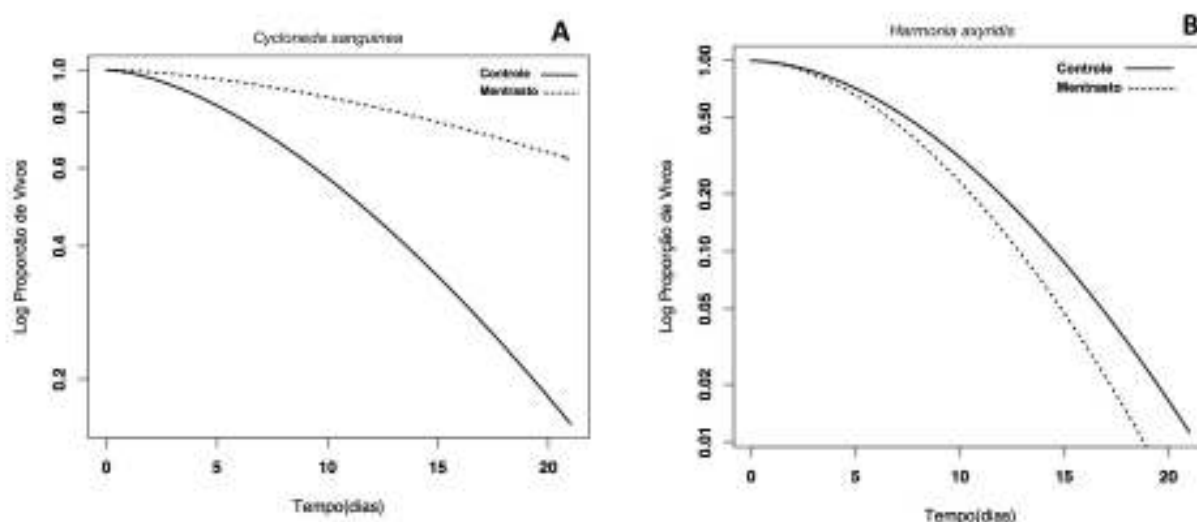 Cycloneda sanguinea
A
Controle
Mentrasto
Log Proporção de Vivos
1.0
0.8
0.6
0.4
0.2
0
5
10
15
20
Tempo(dias)
Harmonia axyridis
B
Controle
Mentrasto
Log Proporção de Vivos
1.00
0.50
0.20
0.10
0.05
0.02
0.01
0
5
10
15
20
Tempo(dias)